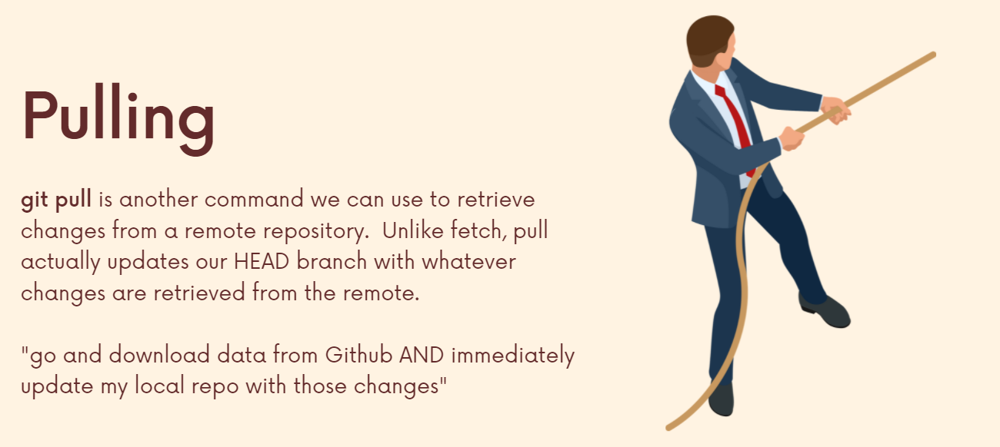 Pulling
git pull is another command we can use to retrieve
changes from a remote repository.  Unlike fetch, pull
actually updates our HEAD branch with whatever
changes are retrieved from the remote.
"go and download data from Github AND immediately
update my local repo with those changes"